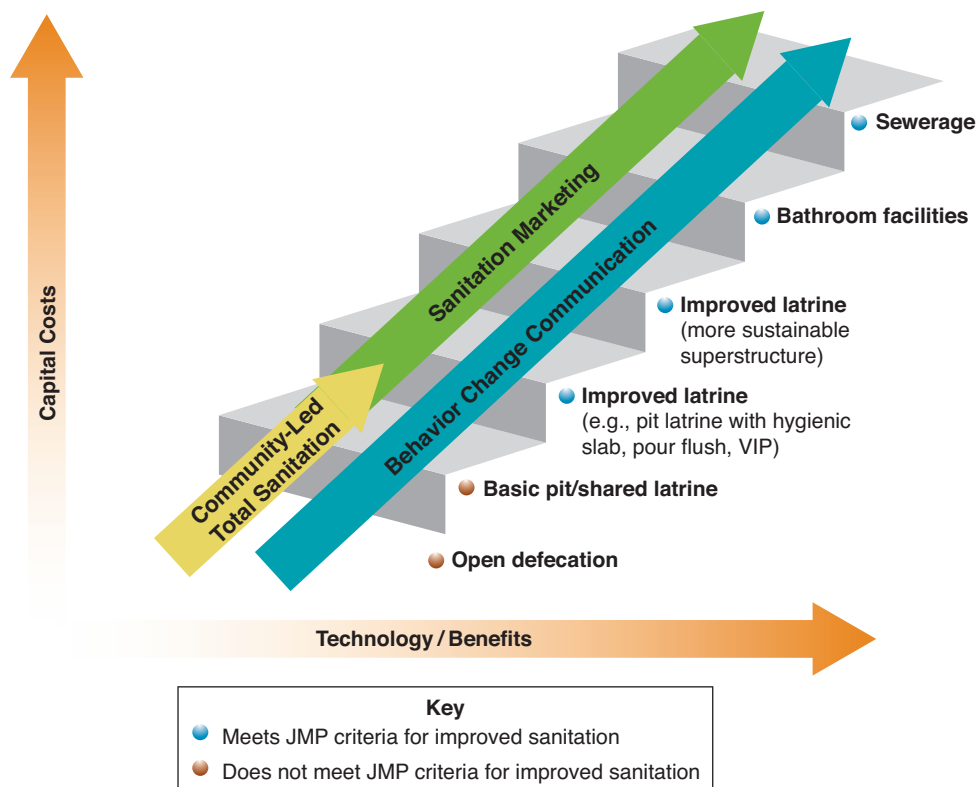 Capital Costs
Sanitation Marketing
Behavior Change Communication
Community-Led
Total Sanitation
Sewerage
Bathroom facilities
Improved latrine
(more sustainable
superstructure)
Improved latrine
(e.g., pit latrine with hygienic
slab, pour flush, VIP)
Basic pit/shared latrine
Open defecation
Technology / Benefits
Key
Meets JMP criteria for improved sanitation
Does not meet JMP criteria for improved sanitation